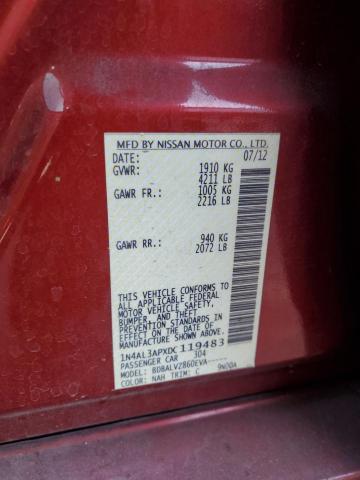 MFD BY NISSAN MOTOR CO., LTD.
DATE: 07/12
GVWR: 1910 KG
4211 LB
GAWR FR.: 1005 KG
2216 LB
GAWR RR.: 940 KG
2072 LB
THIS VEHICLE CONFORMS TO
ALL APPLICABLE FEDERAL
MOTOR VEHICLE SAFETY,
BUMPER, AND THEFT
PREVENTION STANDARDS
IN EFFECT ON THE DATE OF
MANUFACTURE SHOWN ABOVE.
1N4AL3APXDC119483
PASSENGER CAR 304
MODEL: BDBALVZ860EVA-----
COLOR: NAH TRIM: C 9N00A